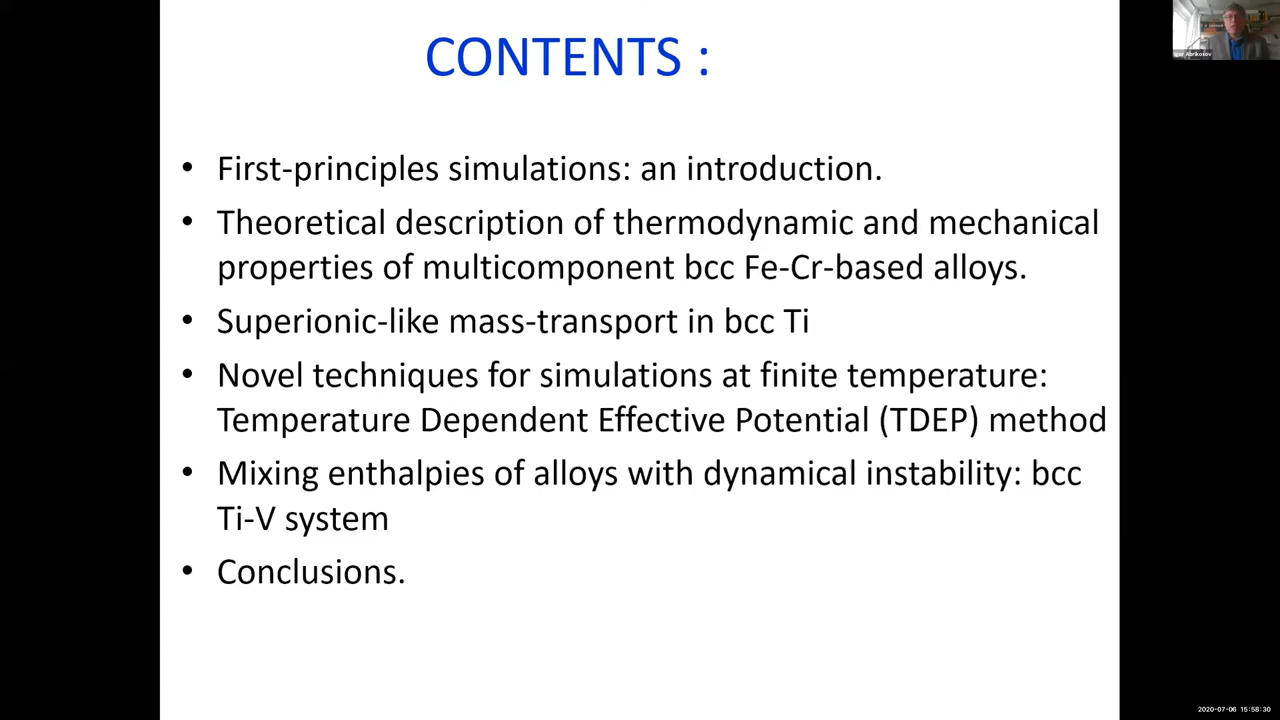 CONTENTS :
Igor Abrikosov
• First-principles simulations: an introduction.
• Theoretical description of thermodynamic and mechanical
properties of multicomponent bcc Fe-Cr-based alloys.
• Superionic-like mass-transport in bcc Ti
• Novel techniques for simulations at finite temperature:
Temperature Dependent Effective Potential (TDEP) method
• Mixing enthalpies of alloys with dynamical instability: bcc
Ti-V system
• Conclusions.
2020-07-06 15:58:30